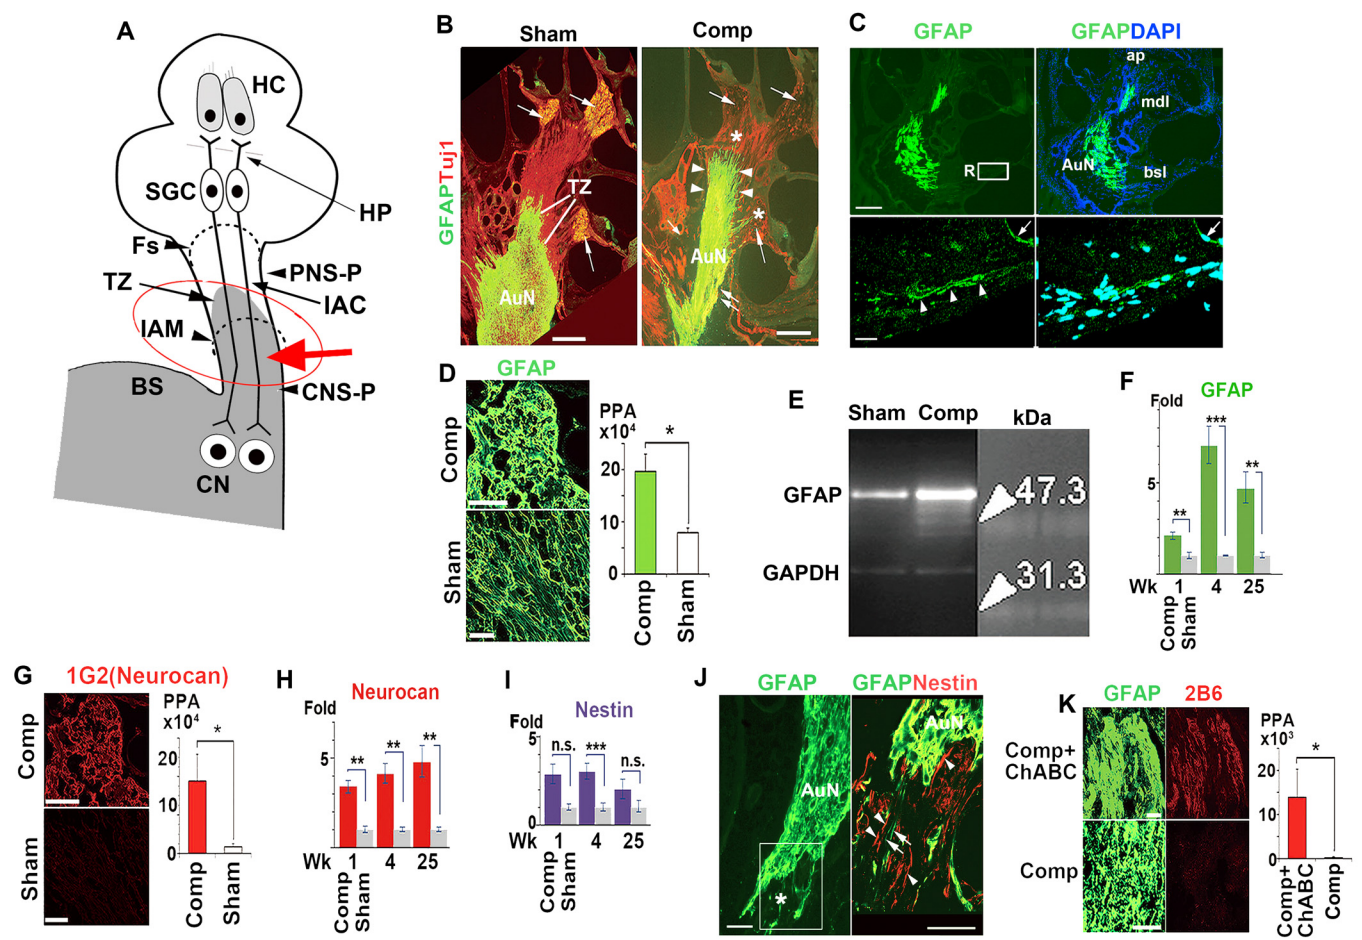 A
HC
SGC
HP
Fs
PNS-P
TZ
IAC
IAM
BS
CNS-P
CN
B
Sham
Comp
GFAPTuj1
TZ
AuN
*
*
AuN
C
GFAP
GFAPDAPI
R
ap
mdl
AuN
bsl
D
GFAP
Comp
Sham
PPA
x10⁴
*
20
10
0
Comp
Sham
E
Sham
Comp
kDa
GFAP
47.3
GAPDH
31.3
F
GFAP
Fold
***
**
**
5
Wk
1
4
25
Comp
Sham
G
1G2(Neurocan)
Comp
Sham
PPA
x10⁴
*
20
10
0
Comp
Sham
H
Neurocan
Fold
**
**
**
5
Wk
1
4
25
Comp
Sham
I
Nestin
Fold
n.s.
***
n.s.
5
0
Wk
1
4
25
Comp
Sham
J
GFAP
GFAPNestin
AuN
AuN
*
K
GFAP
2B6
Comp+
ChABC
Comp
PPA
x10³
*
20
10
0
Comp+
ChABC
Comp